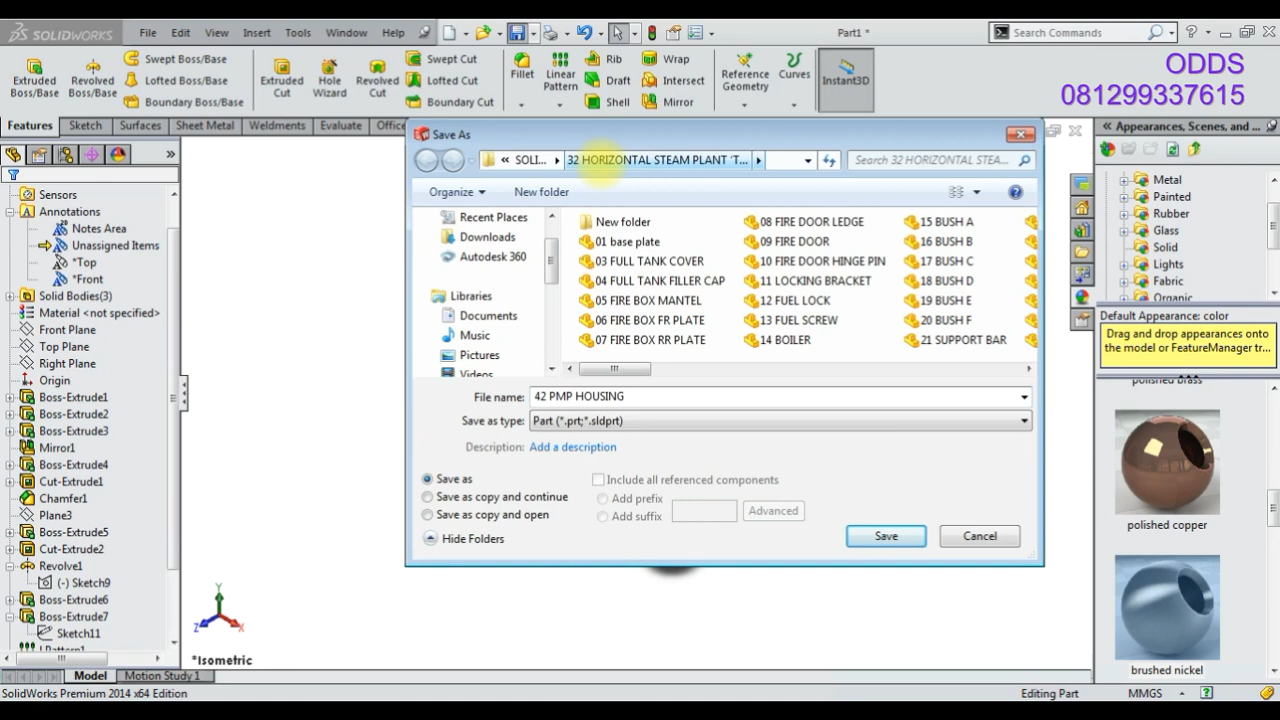 SOLIDWORKS File Edit View Insert Tools Window Help Part1 * Search Commands
ODDS
081299337615
Extruded Boss/Base
Revolved Boss/Base
Swept Boss/Base
Lofted Boss/Base
Boundary Boss/Base
Extruded Cut
Hole Wizard
Revolved Cut
Swept Cut
Lofted Cut
Boundary Cut
Fillet
Linear Pattern
Rib
Draft
Shell
Wrap
Intersect
Mirror
Reference Geometry
Curves
Instant3D
Features Sketch Surfaces Sheet Metal Weldments Evaluate Office
Sensors
Annotations
Notes Area
Unassigned Items
*Top
*Front
Solid Bodies(3)
Material <not specified>
Front Plane
Top Plane
Right Plane
Origin
Boss-Extrude1
Boss-Extrude2
Boss-Extrude3
Mirror1
Boss-Extrude4
Cut-Extrude1
Chamfer1
Plane3
Boss-Extrude5
Cut-Extrude2
Revolve1
(-) Sketch9
Boss-Extrude6
Boss-Extrude7
Sketch11
LPattern1
Save As
« SOLI... 32 HORIZONTAL STEAM PLANT 'T... Search 32 HORIZONTAL STEA...
Organize New folder
Recent Places
Downloads
Autodesk 360
Libraries
Documents
Music
Pictures
Videos
New folder
01 base plate
03 FULL TANK COVER
04 FULL TANK FILLER CAP
05 FIRE BOX MANTEL
06 FIRE BOX FR PLATE
07 FIRE BOX RR PLATE
08 FIRE DOOR LEDGE
09 FIRE DOOR
10 FIRE DOOR HINGE PIN
11 LOCKING BRACKET
12 FUEL LOCK
13 FUEL SCREW
14 BOILER
15 BUSH A
16 BUSH B
17 BUSH C
18 BUSH D
19 BUSH E
20 BUSH F
21 SUPPORT BAR
File name: 42 PMP HOUSING
Save as type: Part (*.prt;*.sldprt)
Description: Add a description
Save as
Save as copy and continue
Save as copy and open
Include all referenced components
Add prefix
Add suffix
Advanced
Hide Folders
Save Cancel
Appearances, Scenes, and ...
Metal
Painted
Rubber
Glass
Solid
Lights
Fabric
Organic
Default Appearance: color
Drag and drop appearances onto
the model or FeatureManager tr...
polished brass
polished copper
brushed nickel
Y
Z
X
*Isometric
Model Motion Study 1
SolidWorks Premium 2014 x64 Edition Editing Part MMGS